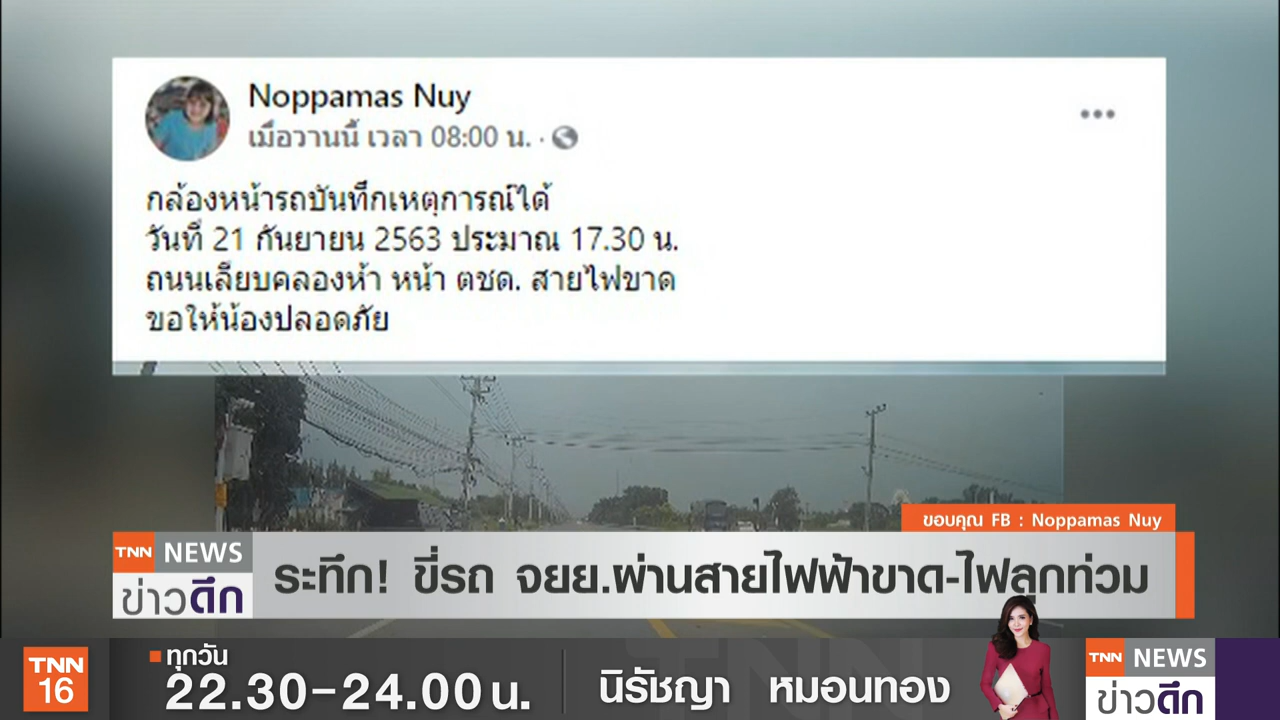 Noppamas Nuy
เมื่อวานนี้ เวลา 08:00 น. ·
กล้องหน้ารถบันทึกเหตุการณ์ได้
วันที่ 21 กันยายน 2563 ประมาณ 17.30 น.
ถนนเลียบคลองห้า หน้า ตชด. สายไฟขาด
ขอให้น้องปลอดภัย
ขอบคุณ FB : Noppamas Nuy
TNN NEWS
ข่าวดึก
ระทึก! ขี่รถ จยย.ผ่านสายไฟฟ้าขาด-ไฟลุกท่วม
TNN
16
ทุกวัน
22.30-24.00 น.
นิรัชญา หมอนทอง
TNN NEWS
ข่าวดึก